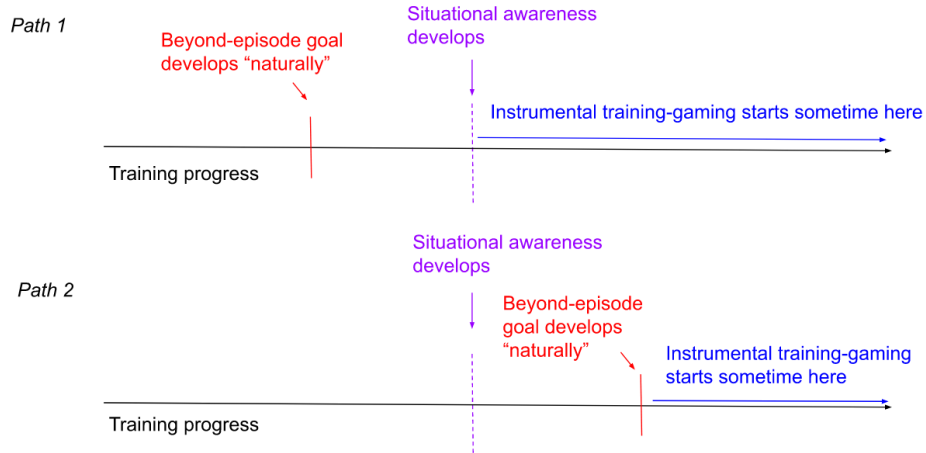 Path 1
Situational awareness
develops
Beyond-episode goal
develops “naturally”
Instrumental training-gaming starts sometime here
Training progress
Situational awareness
develops
Path 2
Beyond-episode
goal develops
“naturally”
Instrumental training-gaming
starts sometime here
Training progress